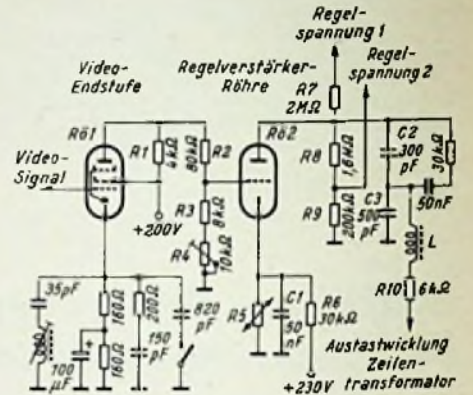 Regel-
spannung 1
Regel-
spannung 2
Video-
Endstufe
Regelverstärker-
Röhre
R7
2MΩ
Rö1
R1
4kΩ
80kΩ
R2
Rö2
R8
1,6MΩ
C2
300
pF
30kΩ
Video-
Signal
+200V
R3
8kΩ
R4
10kΩ
R9
200kΩ
C3
500
pF
50nF
L
35pF
160Ω
200Ω
820
pF
R5
C1
50
nF
R6
30kΩ
R10
6kΩ
100
µF
160Ω
150
pF
+230V
Austastwicklung
Zeilen-
transformator